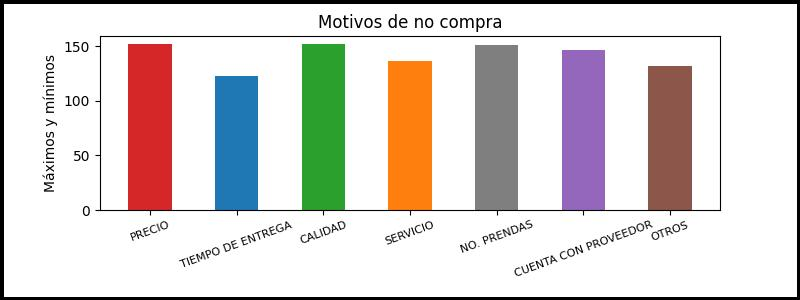 Motivos de no compra
Máximos y mínimos
150
100
50
0
PRECIO
TIEMPO DE ENTREGA
CALIDAD
SERVICIO
NO. PRENDAS
CUENTA CON PROVEEDOR
OTROS